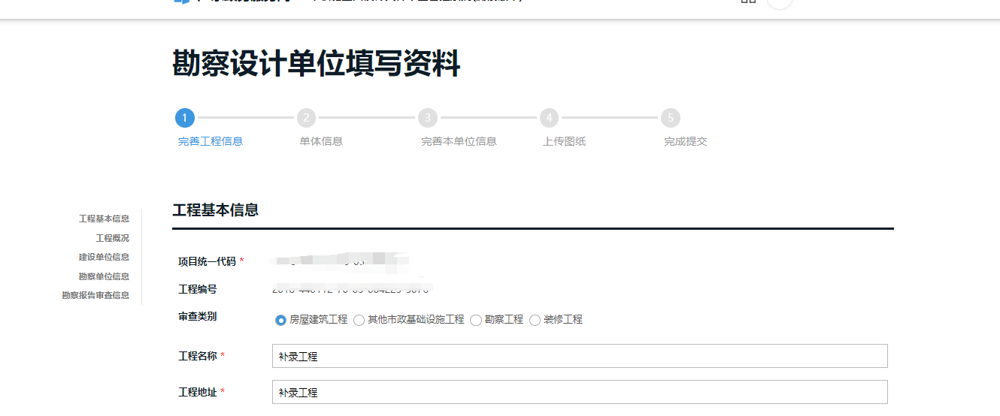 勘察设计单位填写资料
1 2 3 4 5
完善工程信息 单体信息 完善本单位信息 上传图纸 完成提交
工程基本信息
工程基本信息
工程概况
建设单位信息
勘察单位信息
勘察报告审查信息
项目统一代码 *
工程编号
审查类别 房屋建筑工程 其他市政基础设施工程 勘察工程 装修工程
工程名称 * 补录工程
工程地址 * 补录工程